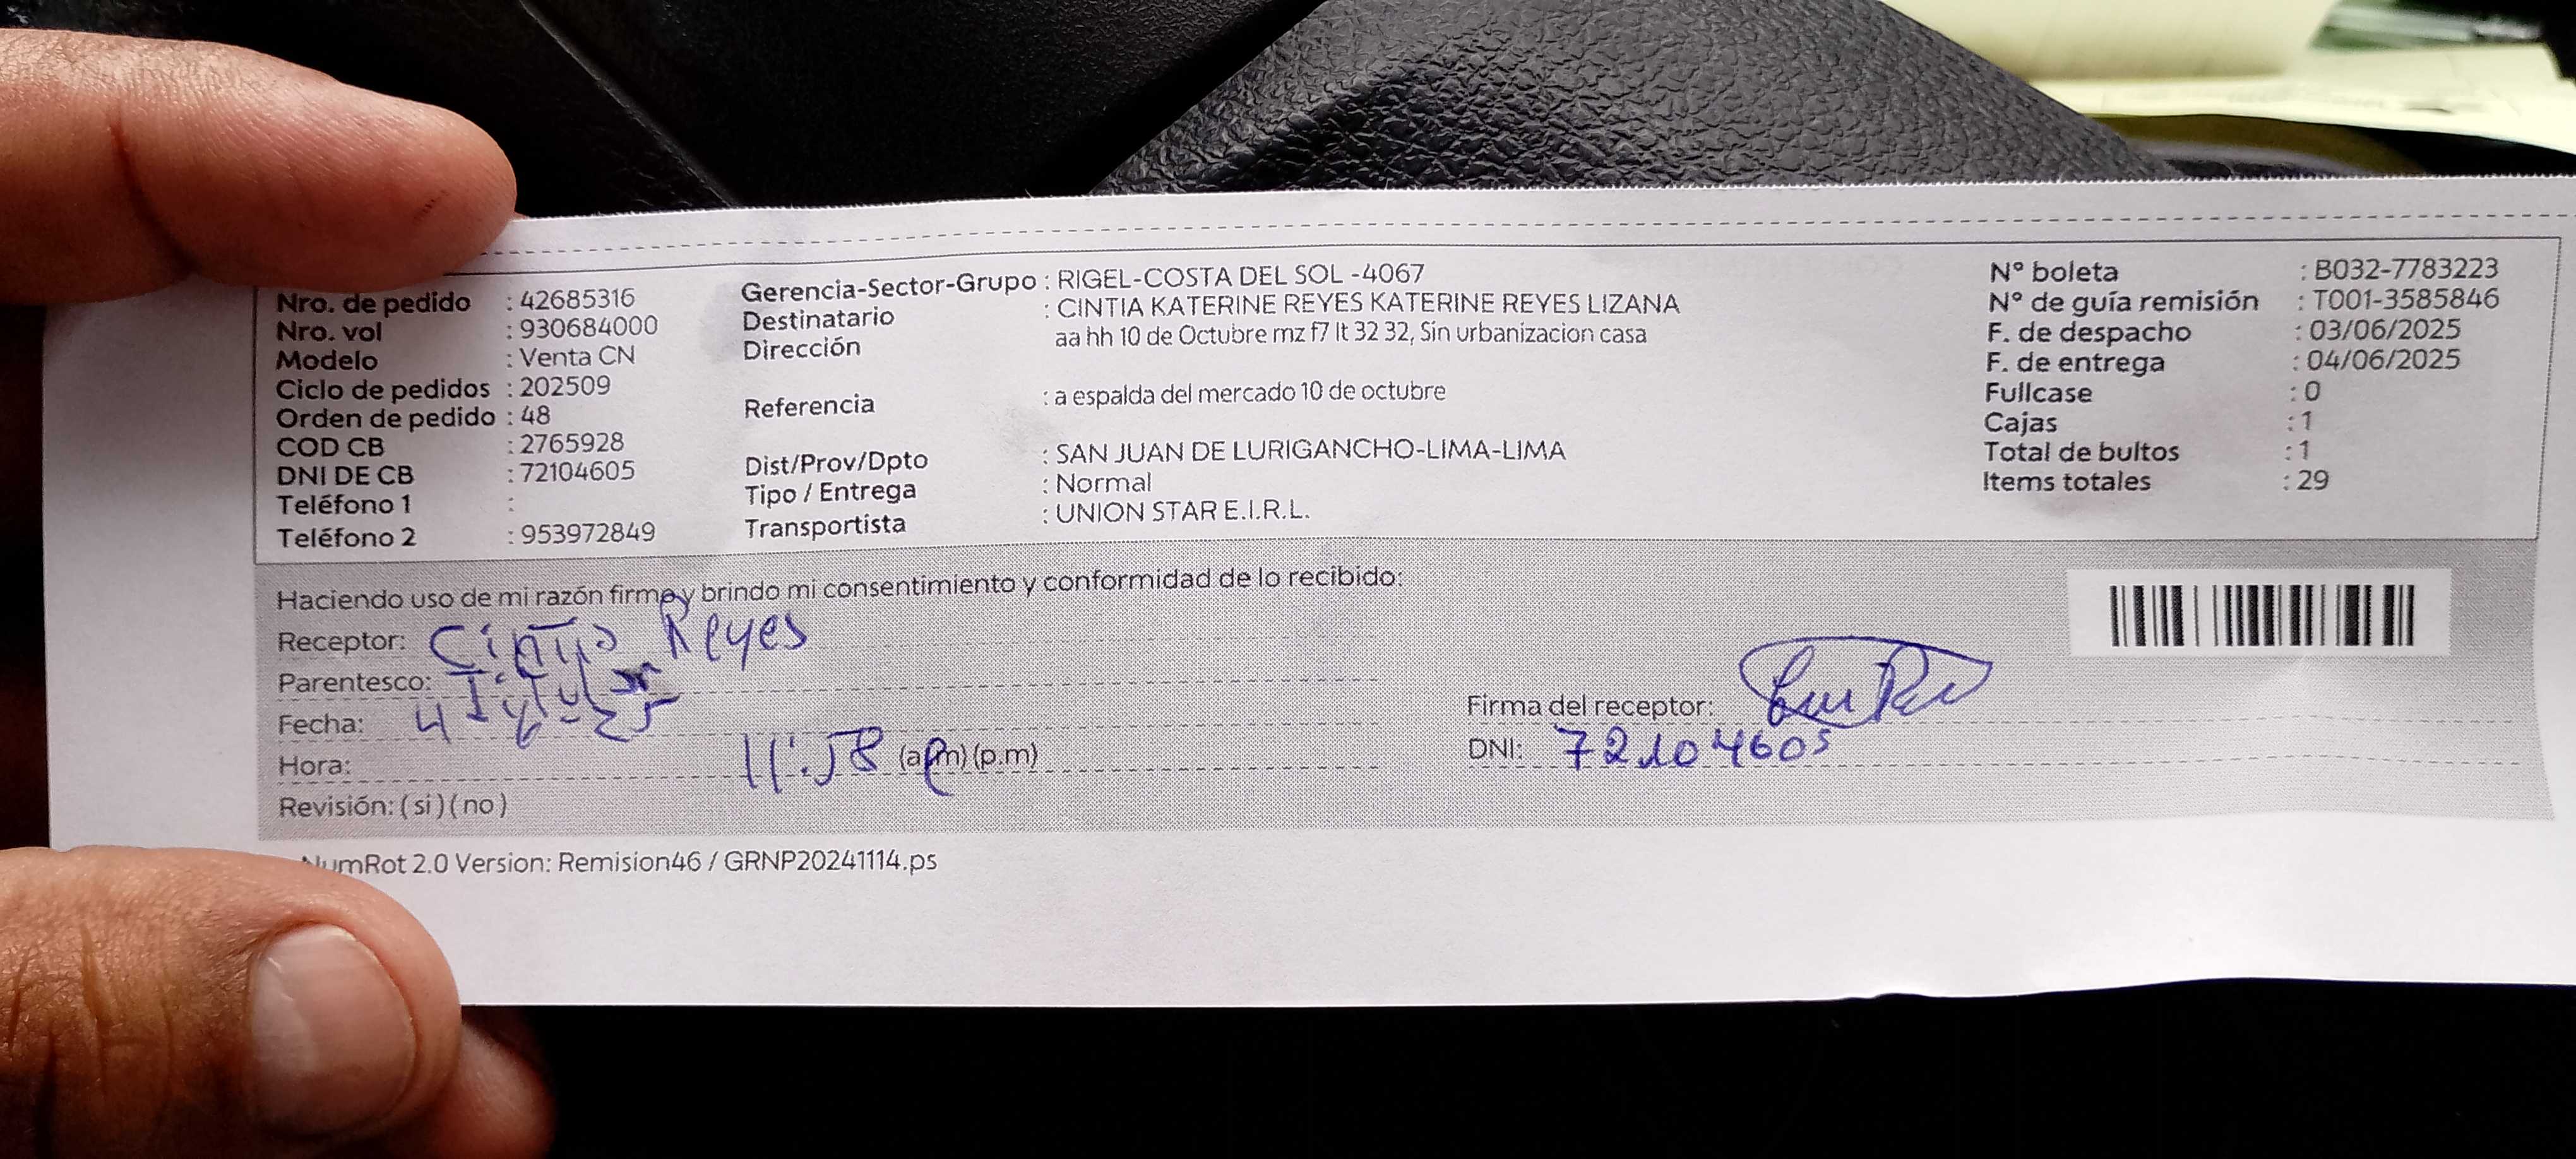 Nro. de pedido : 42685316
Nro. vol : 930684000
Modelo : Venta CN
Ciclo de pedidos : 202509
Orden de pedido : 48
COD CB : 2765928
DNI DE CB : 72104605
Teléfono 1 :
Teléfono 2 : 953972849
Gerencia-Sector-Grupo : RIGEL-COSTA DEL SOL -4067
Destinatario : CINTIA KATERINE REYES KATERINE REYES LIZANA
Dirección aa hh 10 de Octubre mz f7 lt 32 32, Sin urbanizacion casa
Referencia : a espalda del mercado 10 de octubre
Dist/Prov/Dpto : SAN JUAN DE LURIGANCHO-LIMA-LIMA
Tipo / Entrega : Normal
Transportista : UNION STAR E.I.R.L.
N° boleta : B032-7783223
N° de guía remisión : T001-3585846
F. de despacho : 03/06/2025
F. de entrega : 04/06/2025
Fullcase : 0
Cajas : 1
Total de bultos : 1
Items totales : 29
Haciendo uso de mi razón firmo y brindo mi consentimiento y conformidad de lo recibido:
Receptor: Cintia Reyes
Parentesco: Titular
Fecha: 4-6-25
Hora: 11:58 (a.m) (p.m)
Revisión: ( si ) ( no )
Firma del receptor:
DNI: 72104605
NumRot 2.0 Version: Remision46 / GRNP20241114.ps